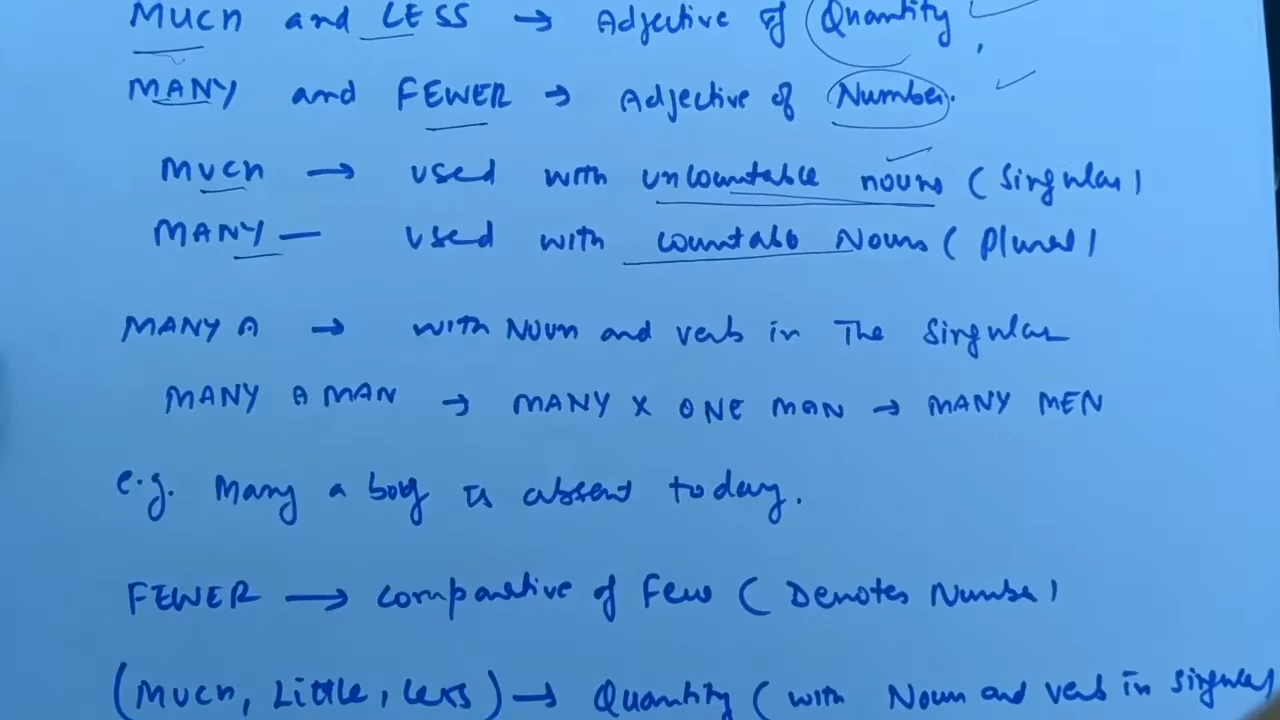 MUCH and LESS → Adjective of Quantity,
MANY and FEWER → Adjective of Number.
MUCH → used with uncountable nouns (Singular)
MANY — used with countable Nouns (Plural)
MANY A → with Noun and verb in The Singular
MANY A MAN → MANY X ONE MAN → MANY MEN
e.g. Many a boy is absent today.
FEWER → Comparative of Few (Denotes Number)
(Much, Little, Less) → Quantity (with Noun and verb in Singular